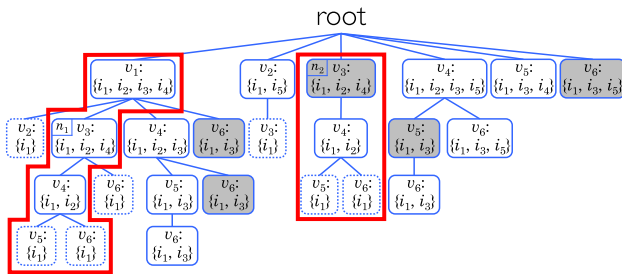 root
v₁: v₂: n₂ v₃: v₄: v₅: v₆:
{i₁, i₂, i₃, i₄} {i₁, i₅} {i₁, i₂, i₄} {i₁, i₂, i₃, i₅} {i₁, i₃, i₄} {i₁, i₃, i₅}
v₂: n₁ v₃: v₄: v₆: v₃: v₄: v₅: v₆:
{i₁} {i₁, i₂, i₄} {i₁, i₂, i₃} {i₁, i₃} {i₁} {i₁, i₂} {i₁, i₃} {i₁, i₃, i₅}
v₄: v₆: v₅: v₆: v₅: v₆: v₆:
{i₁, i₂} {i₁} {i₁, i₃} {i₁, i₃} {i₁} {i₁} {i₁, i₃}
v₅: v₆: v₆:
{i₁} {i₁} {i₁, i₃}